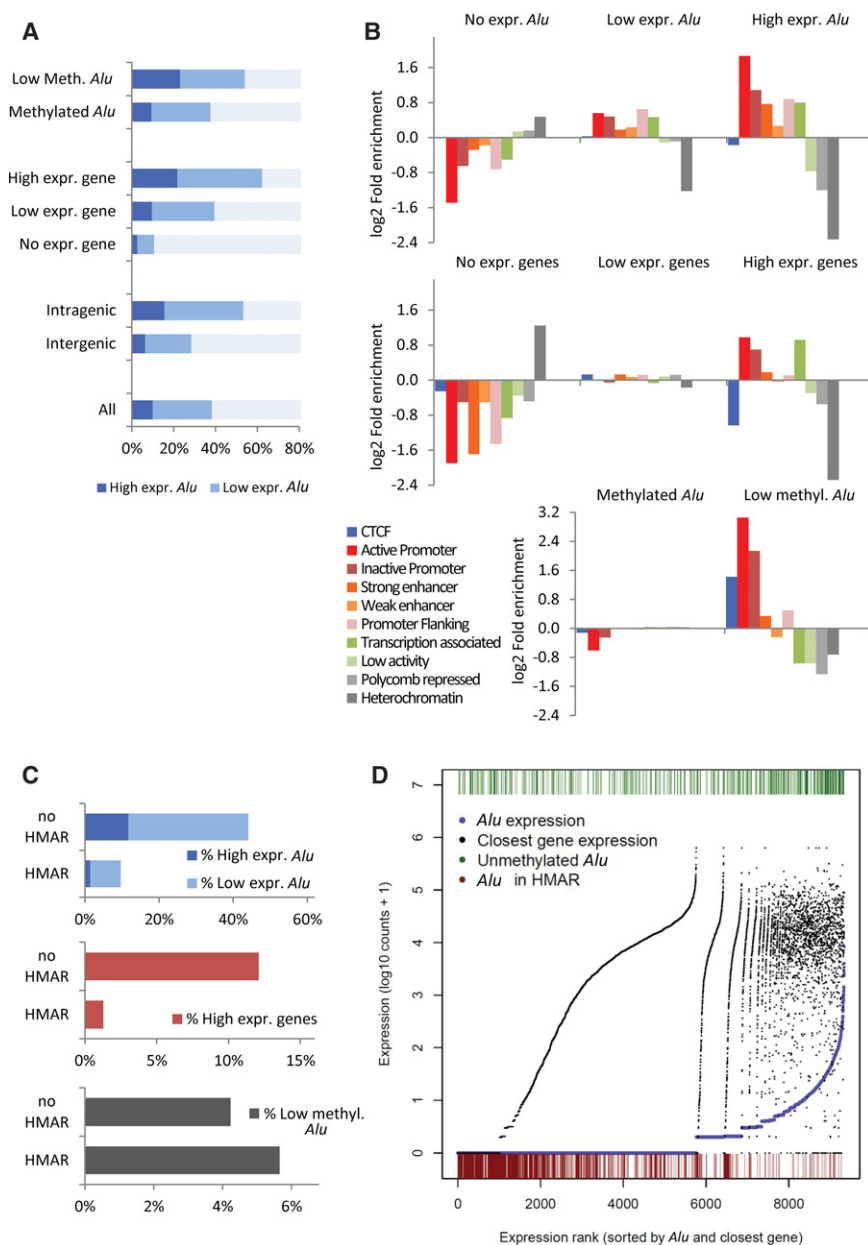 A
Low Meth. Alu
Methylated Alu
High expr. gene
Low expr. gene
No expr. gene
Intragenic
Intergenic
All
0% 20% 40% 60% 80%
High expr. Alu Low expr. Alu
B
No expr. Alu Low expr. Alu High expr. Alu
log2 Fold enrichment
1.6
0.8
0.0
-0.8
-1.6
-2.4
No expr. genes Low expr. genes High expr. genes
log2 Fold enrichment
1.6
0.8
0.0
-0.8
-1.6
-2.4
Methylated Alu Low methyl. Alu
log2 Fold enrichment
3.2
2.4
1.6
0.8
0.0
-0.8
-1.6
-2.4
CTCF
Active Promoter
Inactive Promoter
Strong enhancer
Weak enhancer
Promoter Flanking
Transcription associated
Low activity
Polycomb repressed
Heterochromatin
C
no
HMAR
HMAR
% High expr. Alu
% Low expr. Alu
0% 20% 40% 60%
no
HMAR
HMAR
% High expr. genes
0% 5% 10% 15%
no
HMAR
HMAR
% Low methyl.
Alu
0% 2% 4% 6%
D
Expression (log10 counts + 1)
7
6
5
4
3
2
1
0
Alu expression
Closest gene expression
Unmethylated Alu
Alu in HMAR
0 2000 4000 6000 8000
Expression rank (sorted by Alu and closest gene)